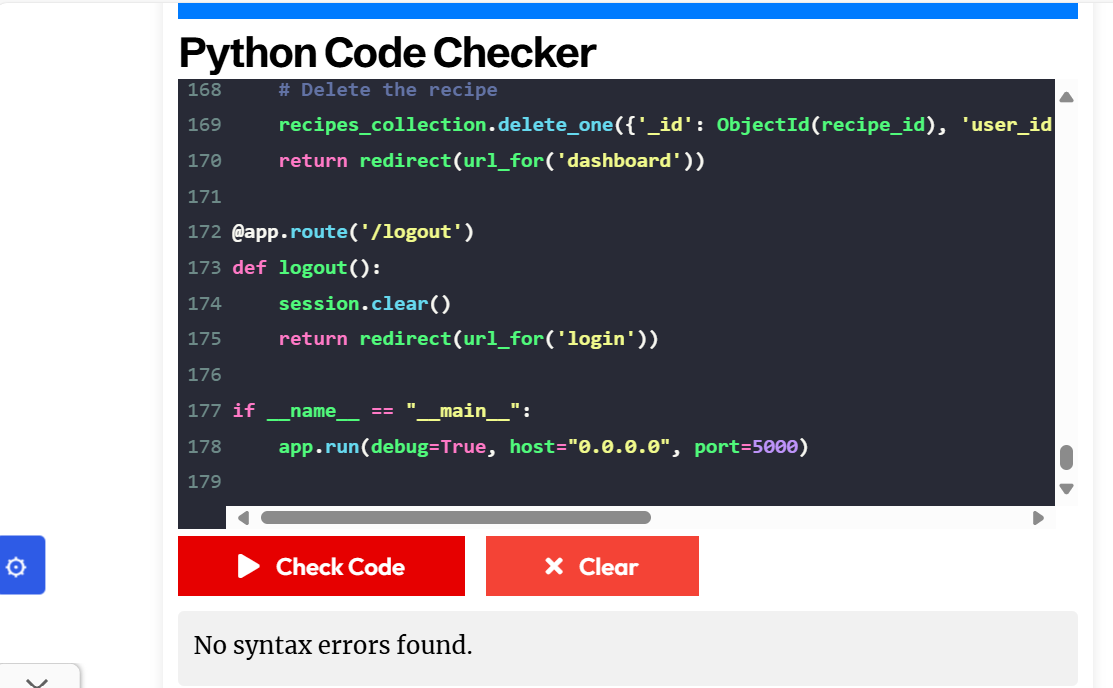 Python Code Checker
168     # Delete the recipe
169     recipes_collection.delete_one({'_id': ObjectId(recipe_id), 'user_id
170     return redirect(url_for('dashboard'))
171
172 @app.route('/logout')
173 def logout():
174     session.clear()
175     return redirect(url_for('login'))
176
177 if __name__ == "__main__":
178     app.run(debug=True, host="0.0.0.0", port=5000)
179
Check Code
Clear
No syntax errors found.